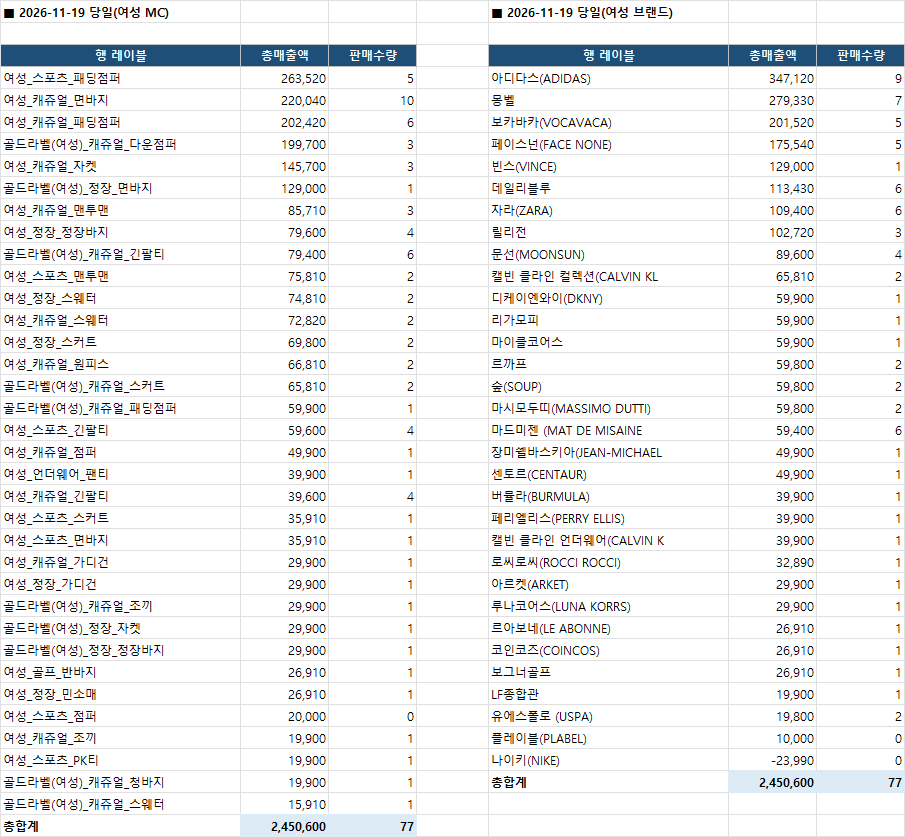 ■ 2026-11-19 당일(여성 MC)
행 레이블 총매출액 판매수량
여성_스포츠_패딩점퍼 263,520 5
여성_캐쥬얼_면바지 220,040 10
여성_캐쥬얼_패딩점퍼 202,420 6
골드라벨(여성)_캐쥬얼_다운점퍼 199,700 3
여성_캐쥬얼_자켓 145,700 3
골드라벨(여성)_정장_면바지 129,000 1
여성_캐쥬얼_맨투맨 85,710 3
여성_정장_정장바지 79,600 4
골드라벨(여성)_캐쥬얼_긴팔티 79,400 6
여성_스포츠_맨투맨 75,810 2
여성_정장_스웨터 74,810 2
여성_캐쥬얼_스웨터 72,820 2
여성_정장_스커트 69,800 2
여성_캐쥬얼_원피스 66,810 2
골드라벨(여성)_캐쥬얼_스커트 65,810 2
골드라벨(여성)_캐쥬얼_패딩점퍼 59,900 1
여성_스포츠_긴팔티 59,600 4
여성_캐쥬얼_점퍼 49,900 1
여성_언더웨어_팬티 39,900 1
여성_캐쥬얼_긴팔티 39,600 4
여성_스포츠_스커트 35,910 1
여성_스포츠_면바지 35,910 1
여성_캐쥬얼_가디건 29,900 1
여성_정장_가디건 29,900 1
골드라벨(여성)_캐쥬얼_조끼 29,900 1
골드라벨(여성)_정장_자켓 29,900 1
골드라벨(여성)_정장_정장바지 29,900 1
여성_골프_반바지 26,910 1
여성_정장_민소매 26,910 1
여성_스포츠_점퍼 20,000 0
여성_캐쥬얼_조끼 19,900 1
여성_스포츠_PK티 19,900 1
골드라벨(여성)_캐쥬얼_청바지 19,900 1
골드라벨(여성)_캐쥬얼_스웨터 15,910 1
총합계 2,450,600 77
■ 2026-11-19 당일(여성 브랜드)
행 레이블 총매출액 판매수량
아디다스(ADIDAS) 347,120 9
몽벨 279,330 7
보카바카(VOCAVACA) 201,520 5
페이스넌(FACE NONE) 175,540 5
빈스(VINCE) 129,000 1
데일리블루 113,430 6
자라(ZARA) 109,400 6
릴리전 102,720 3
문선(MOONSUN) 89,600 4
캘빈 클라인 컬렉션(CALVIN KL 65,810 2
디케이엔와이(DKNY) 59,900 1
리가모피 59,900 1
마이클코어스 59,900 1
르까프 59,800 2
숲(SOUP) 59,800 2
마시모두띠(MASSIMO DUTTI) 59,800 2
마드미젠 (MAT DE MISAINE 59,400 6
장미쉘바스키아(JEAN-MICHAEL 49,900 1
센토르(CENTAUR) 49,900 1
버뮬라(BURMULA) 39,900 1
페리엘리스(PERRY ELLIS) 39,900 1
캘빈 클라인 언더웨어(CALVIN K 39,900 1
로씨로씨(ROCCI ROCCI) 32,890 1
아르켓(ARKET) 29,900 1
루나코어스(LUNA KORRS) 29,900 1
르아보네(LE ABONNE) 26,910 1
코인코즈(COINCOS) 26,910 1
보그너골프 26,910 1
LF종합관 19,900 1
유에스폴로 (USPA) 19,800 2
플레이블(PLABEL) 10,000 0
나이키(NIKE) -23,990 0
총합계 2,450,600 77